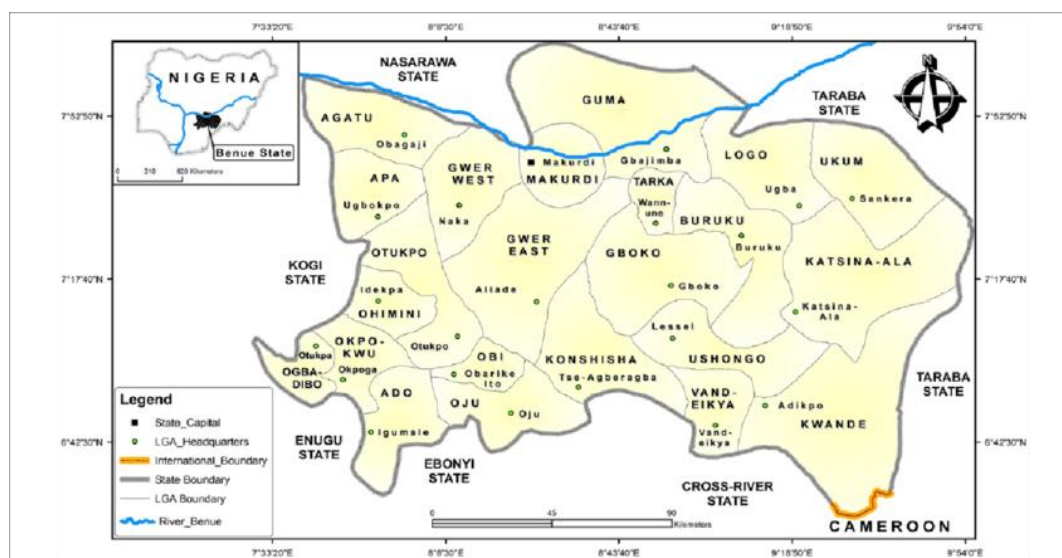 7°33'20"E
8°8'30"E
8°43'40"E
9°18'50"E
9°54'0"E
7°52'50"N
7°17'40"N
6°42'30"N
7°52'50"N
7°17'40"N
6°42'30"N
NIGERIA
Benue State
Kilometers
NASARAWA
STATE
TARABA
STATE
N
GUMA
AGATU
Obagaji
APA
Ugbokpo
GWER
WEST
Naka
Makurdi
MAKURDI
Gbajimba
TARKA
Wann-
une
LOGO
Ugba
UKUM
Sankera
BURUKU
Buruku
KATSINA-ALA
Katsina-
Ala
GWER
EAST
Aliade
GBOKO
Gboko
OTUKPO
Otukpo
KOGI
STATE
Idekpa
OHIMINI
OKPO-
KWU
Okpoga
Otukpa
OGBA-
DIBO
ADO
Igumale
OBI
Obarike
Ito
OJU
Oju
KONSHISHA
Tse-Agberagba
Lessel
USHONGO
VAND-
EIKYA
Vand-
eikya
Adikpo
KWANDE
TARABA
STATE
ENUGU
STATE
EBONYI
STATE
CROSS-RIVER
STATE
CAMEROON
Legend
State_Capital
LGA_Headquarters
International_Boundary
State Boundary
LGA Boundary
River_Benue
0 45 90
Kilometers
7°33'20"E
8°8'30"E
8°43'40"E
9°18'50"E
9°54'0"E